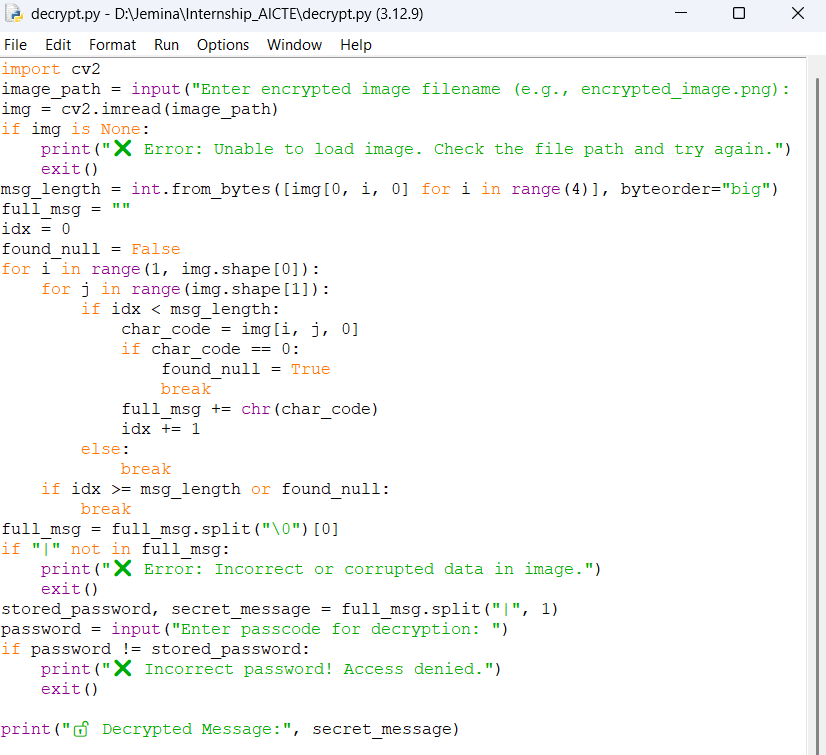 decrypt.py - D:\Jemina\Internship_AICTE\decrypt.py (3.12.9)
File Edit Format Run Options Window Help
import cv2
image_path = input("Enter encrypted image filename (e.g., encrypted_image.png):
img = cv2.imread(image_path)
if img is None:
    print("❌ Error: Unable to load image. Check the file path and try again.")
    exit()
msg_length = int.from_bytes([img[0, i, 0] for i in range(4)], byteorder="big")
full_msg = ""
idx = 0
found_null = False
for i in range(1, img.shape[0]):
    for j in range(img.shape[1]):
        if idx < msg_length:
            char_code = img[i, j, 0]
            if char_code == 0:
                found_null = True
                break
            full_msg += chr(char_code)
            idx += 1
        else:
            break
    if idx >= msg_length or found_null:
        break
full_msg = full_msg.split("\0")[0]
if "|" not in full_msg:
    print("❌ Error: Incorrect or corrupted data in image.")
    exit()
stored_password, secret_message = full_msg.split("|", 1)
password = input("Enter passcode for decryption: ")
if password != stored_password:
    print("❌ Incorrect password! Access denied.")
    exit()

print("🔓 Decrypted Message:", secret_message)